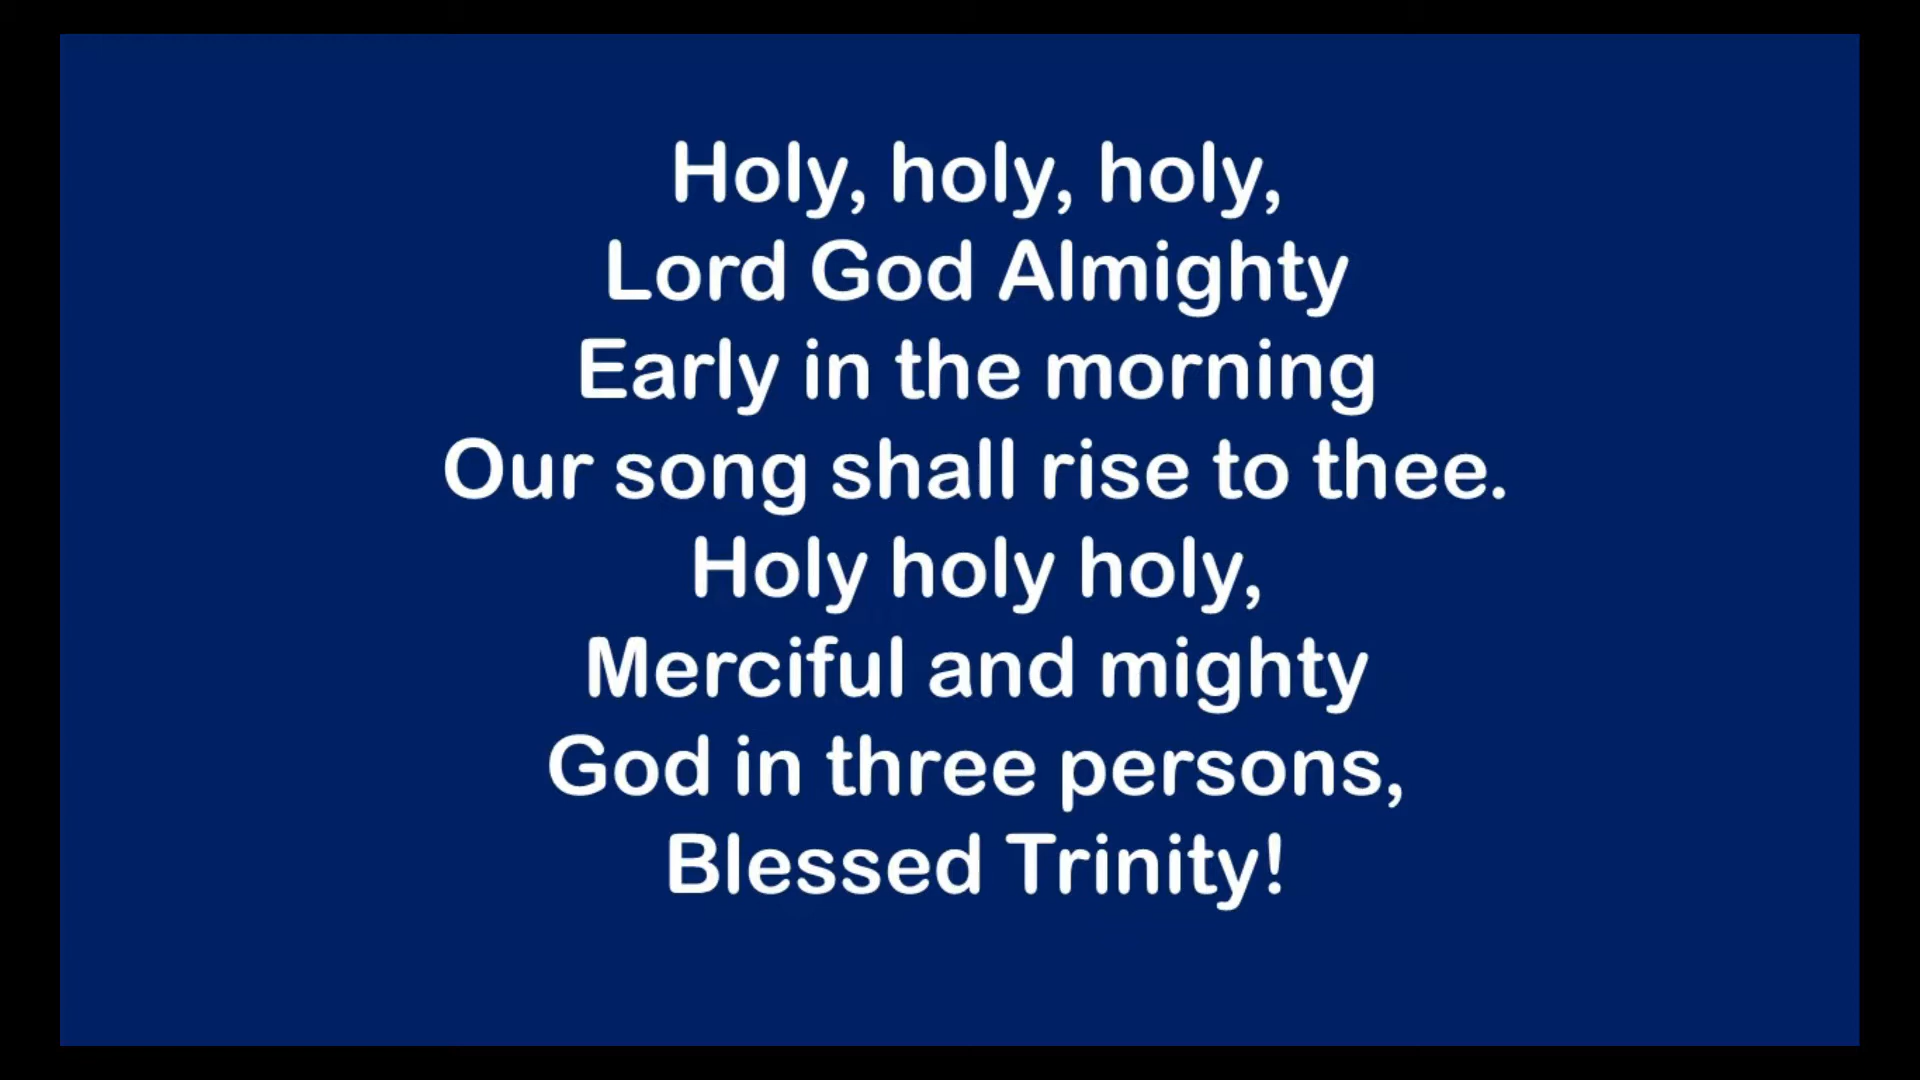 Holy, holy, holy,
Lord God Almighty
Early in the morning
Our song shall rise to thee.
Holy holy holy,
Merciful and mighty
God in three persons,
Blessed Trinity!